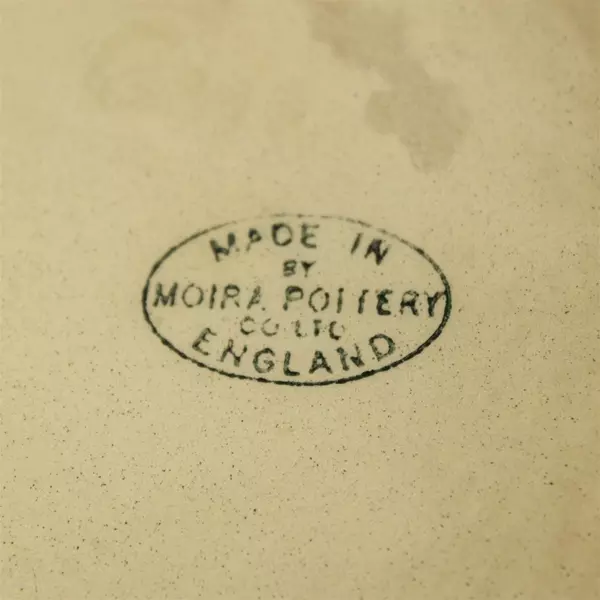 MADE IN
BY
MOIRA POTTERY
CO LTD
ENGLAND